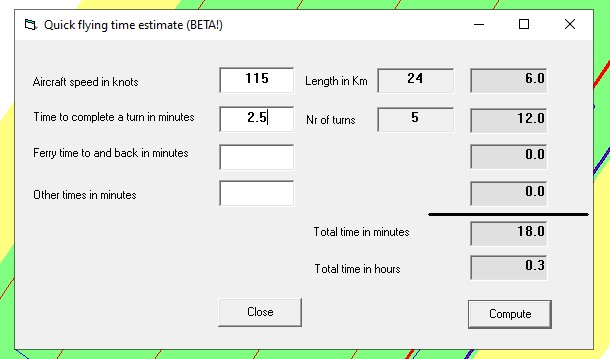 Quick flying time estimate (BETA!)
Aircraft speed in knots 115 Length in Km 24 6.0
Time to complete a turn in minutes 2.5 Nr of turns 5 12.0
Ferry time to and back in minutes 0.0
Other times in minutes 0.0
Total time in minutes 18.0
Total time in hours 0.3
Close Compute